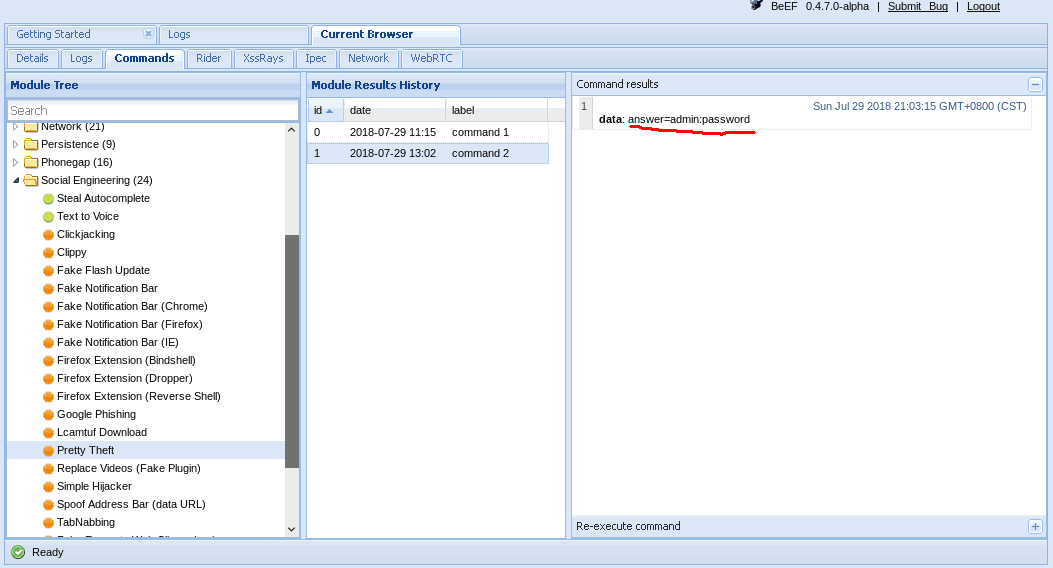 BeEF 0.4.7.0-alpha | Submit Bug | Logout
Getting Started Logs Current Browser
Details Logs Commands Rider XssRays Ipec Network WebRTC
Module Tree
Search
Network (21)
Persistence (9)
Phonegap (16)
Social Engineering (24)
Steal Autocomplete
Text to Voice
Clickjacking
Clippy
Fake Flash Update
Fake Notification Bar
Fake Notification Bar (Chrome)
Fake Notification Bar (Firefox)
Fake Notification Bar (IE)
Firefox Extension (Bindshell)
Firefox Extension (Dropper)
Firefox Extension (Reverse Shell)
Google Phishing
Lcamtuf Download
Pretty Theft
Replace Videos (Fake Plugin)
Simple Hijacker
Spoof Address Bar (data URL)
TabNabbing
Module Results History
id date label
0 2018-07-29 11:15 command 1
1 2018-07-29 13:02 command 2
Command results
1 Sun Jul 29 2018 21:03:15 GMT+0800 (CST)
data: answer=admin:password
Re-execute command
Ready